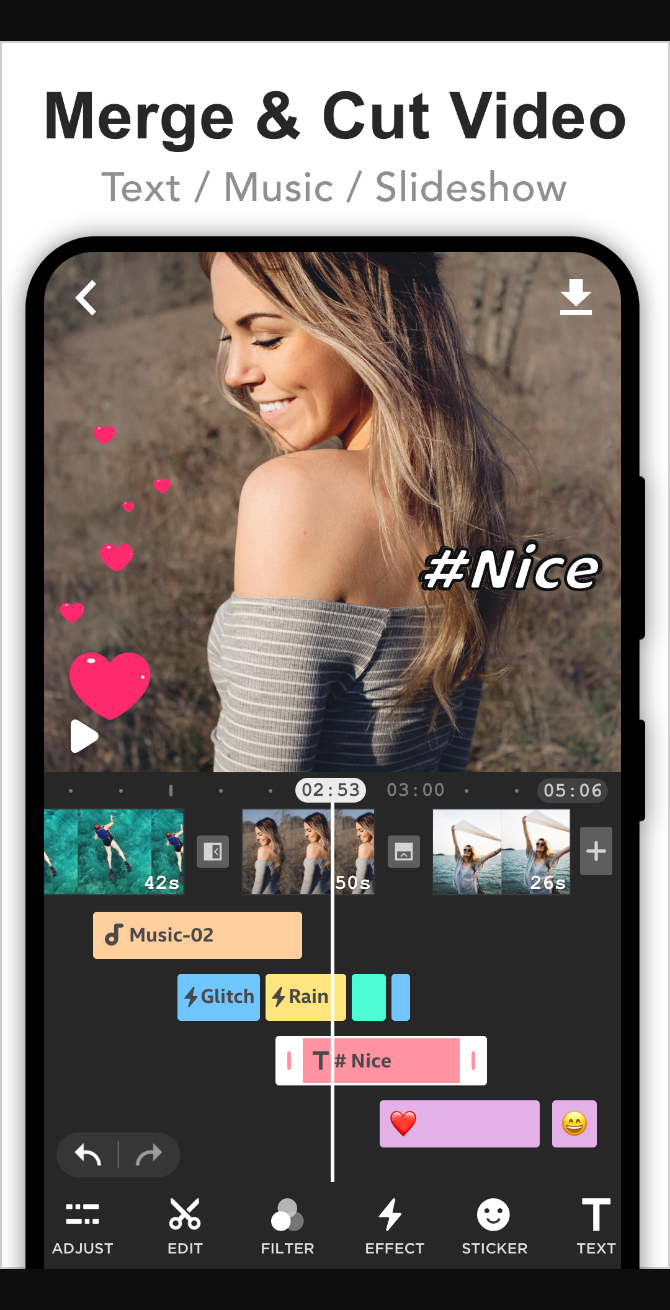 Merge & Cut Video
Text / Music / Slideshow
#Nice
02:53 03:00 05:06
42s 50s 26s
Music-02
Glitch Rain
T # Nice
ADJUST EDIT FILTER EFFECT STICKER TEXT